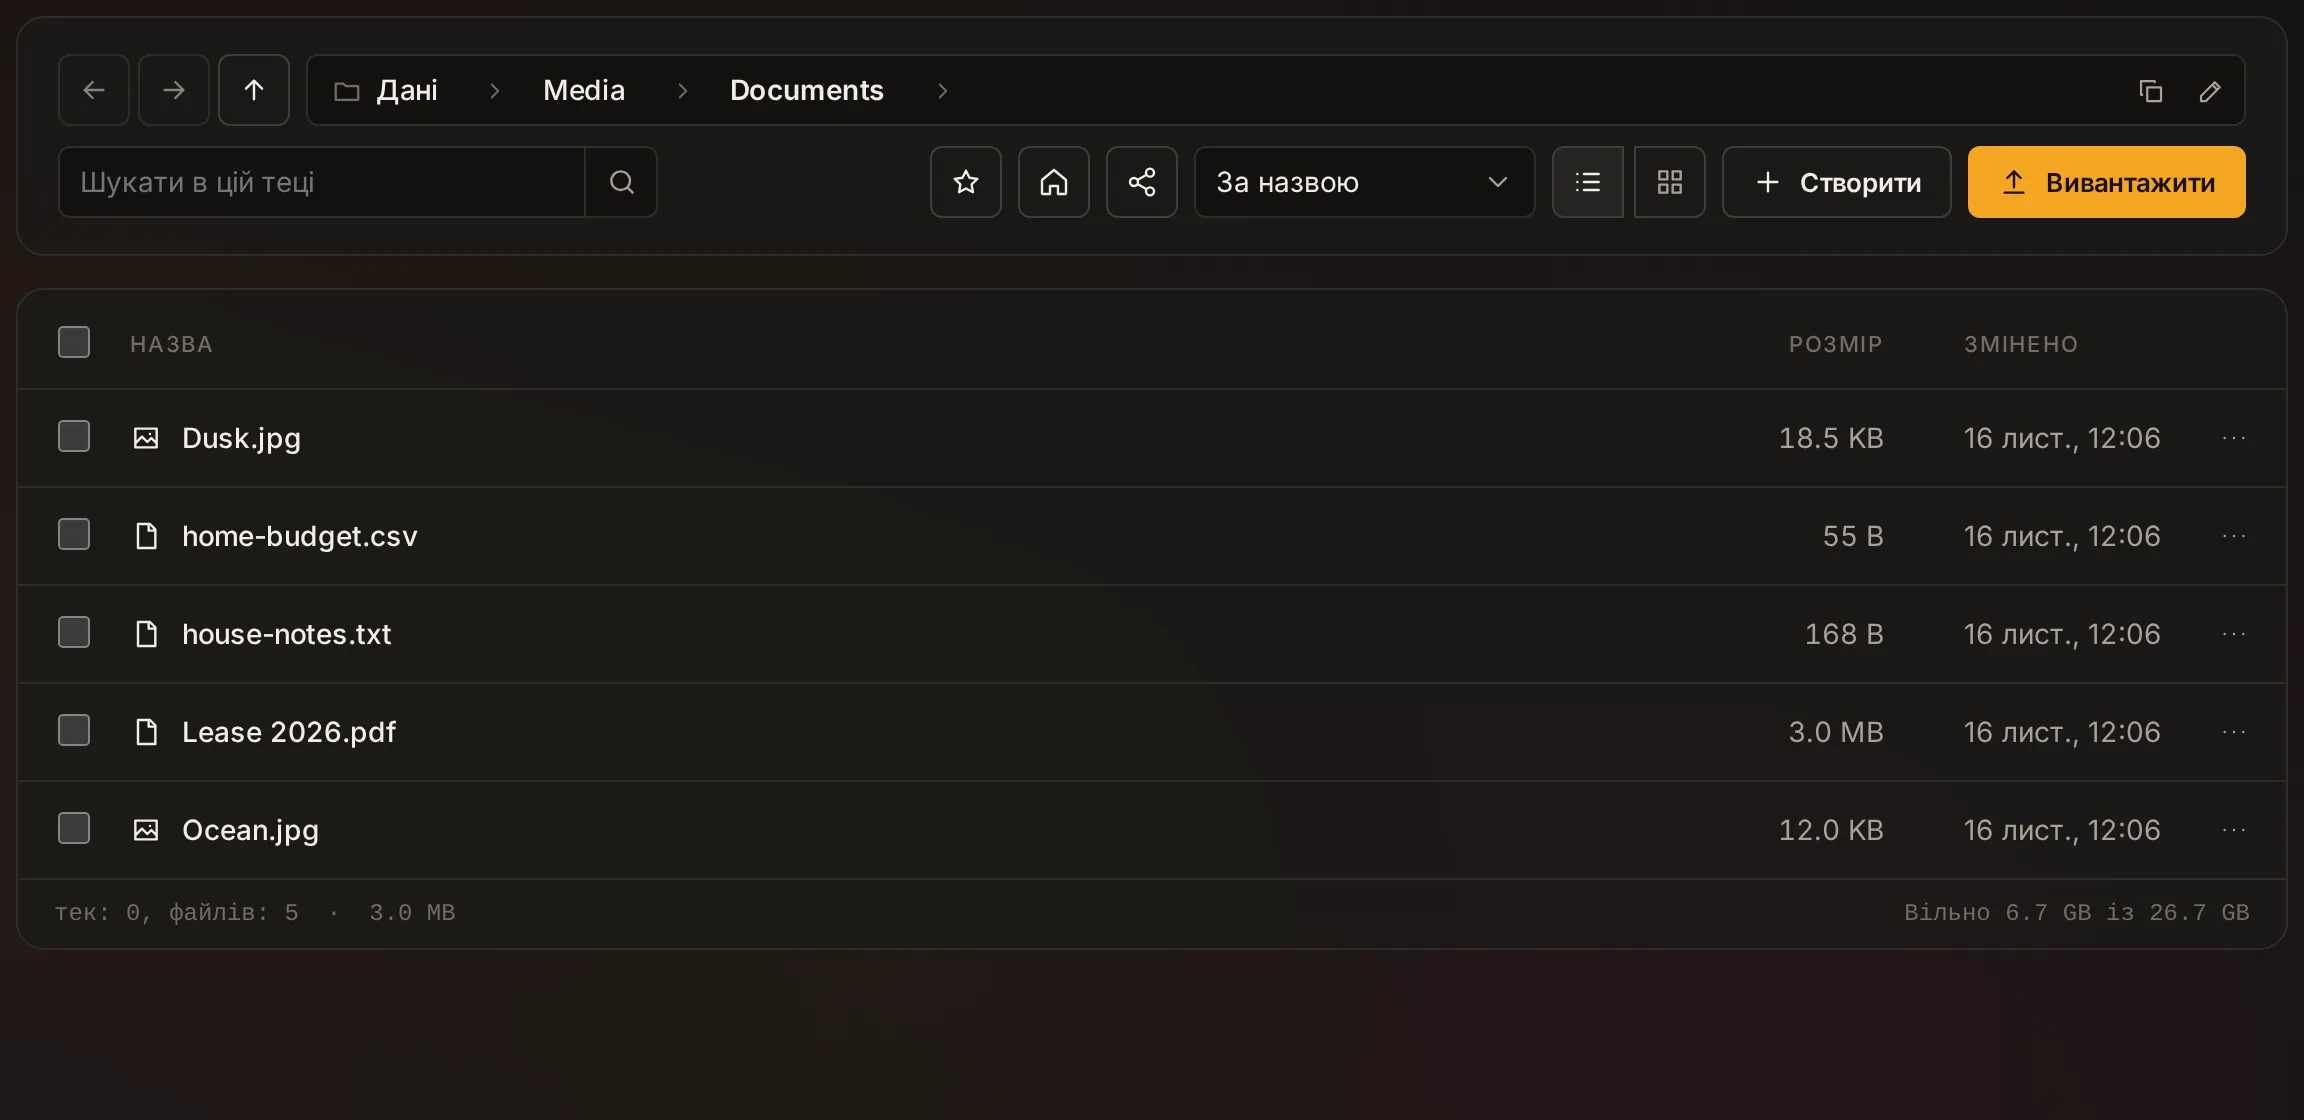 Дані > Media > Documents >
Шукати в цій теці За назвою Створити Вивантажити
НАЗВА РОЗМІР ЗМІНЕНО
Dusk.jpg 18.5 KB 16 лист., 12:06 ...
home-budget.csv 55 B 16 лист., 12:06 ...
house-notes.txt 168 B 16 лист., 12:06 ...
Lease 2026.pdf 3.0 MB 16 лист., 12:06 ...
Ocean.jpg 12.0 KB 16 лист., 12:06 ...
тек: 0, файлів: 5 · 3.0 MB Вільно 6.7 GB із 26.7 GB